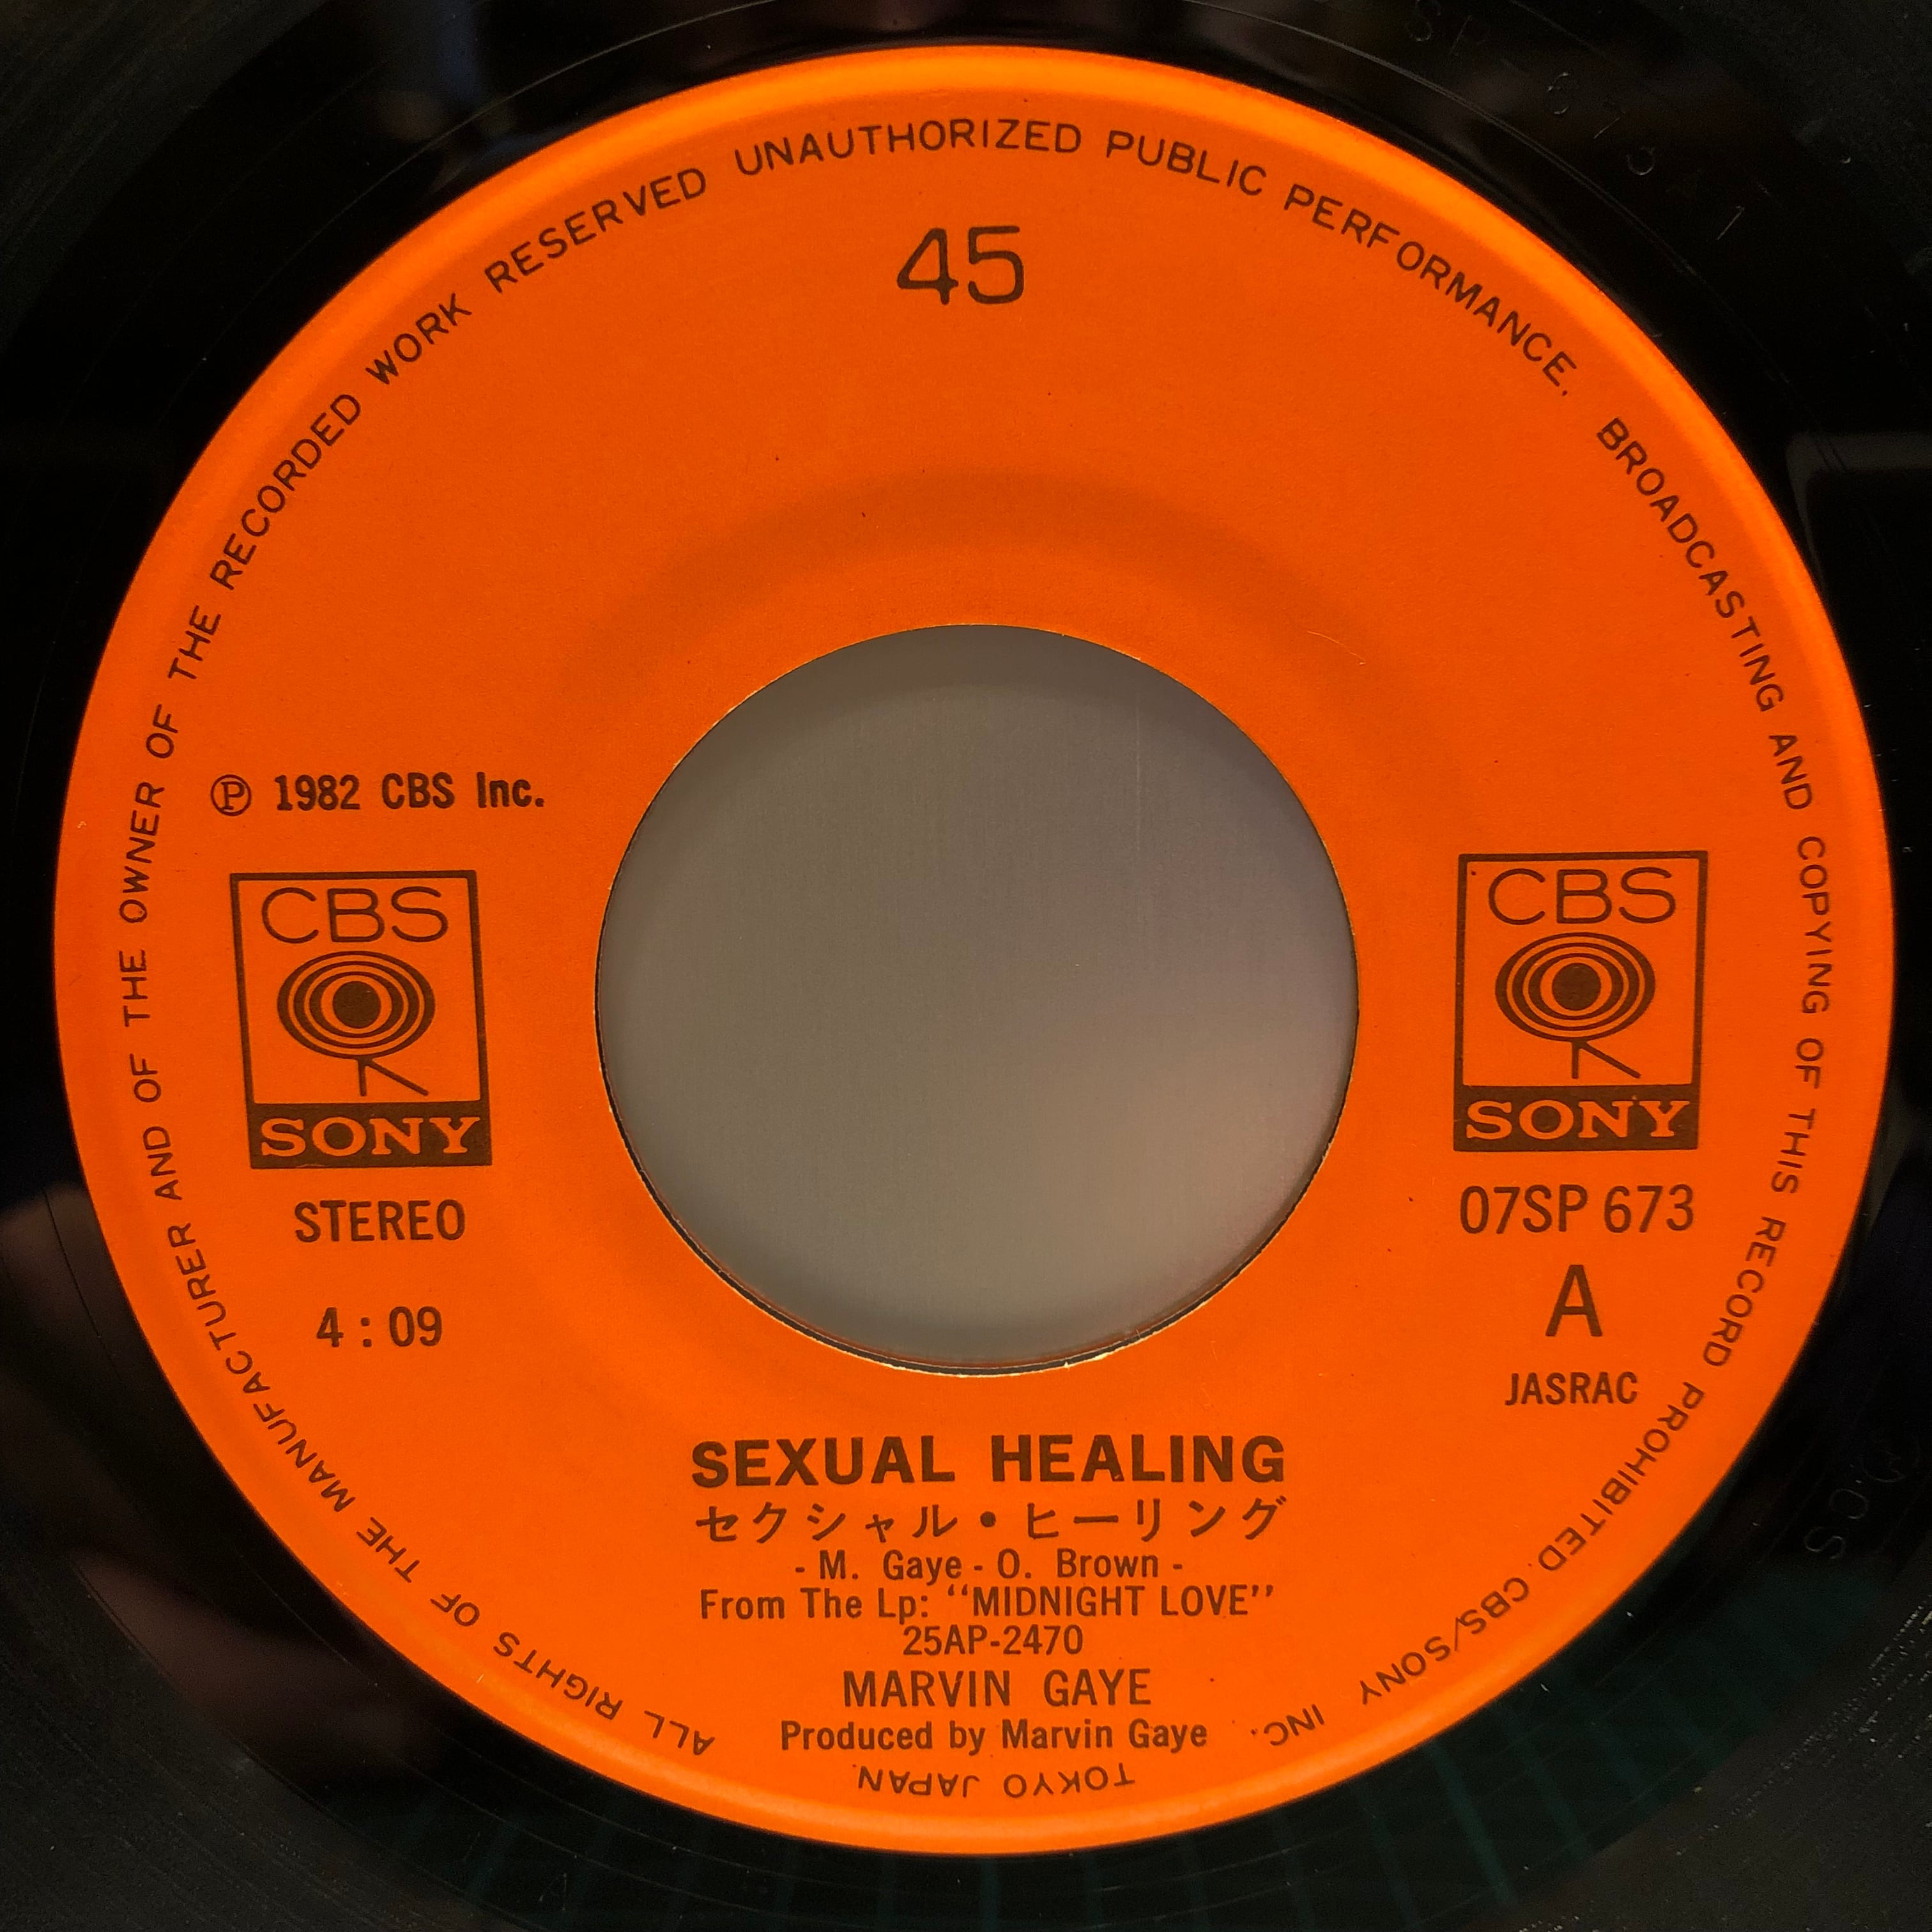 ALL RIGHTS OF THE MANUFACTURER AND OF THE OWNER OF THE RECORDED WORK RESERVED UNAUTHORIZED PUBLIC PERFORMANCE, BROADCASTING AND COPYING OF THIS RECORD PROHIBITED. CBS/SONY INC.
TOKYO JAPAN
45
Ⓟ 1982 CBS Inc.
CBS
SONY
STEREO
4 : 09
CBS
SONY
07SP 673
A
JASRAC
SEXUAL HEALING
セクシャル・ヒーリング
- M. Gaye - O. Brown -
From The Lp: "MIDNIGHT LOVE"
25AP-2470
MARVIN GAYE
Produced by Marvin Gaye